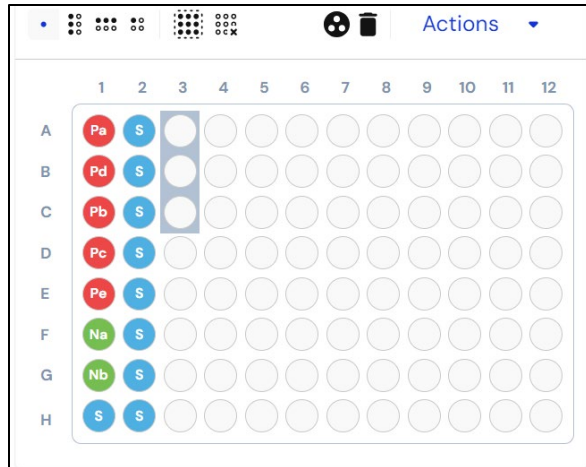 Actions
1 2 3 4 5 6 7 8 9 10 11 12
A Pa S
B Pd S
C Pb S
D Pc S
E Pe S
F Na S
G Nb S
H S S